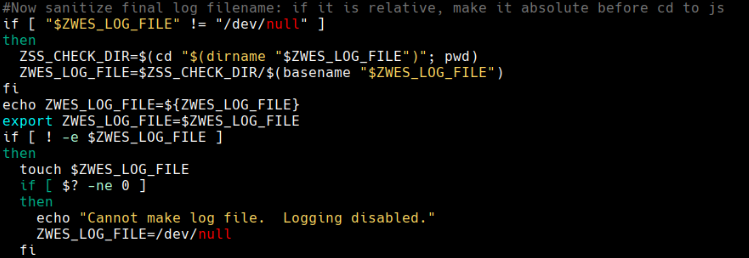 #Now sanitize final log filename: if it is relative, make it absolute before cd to js
if [ "$ZWES_LOG_FILE" != "/dev/null" ]
then
  ZSS_CHECK_DIR=$(cd "$(dirname "$ZWES_LOG_FILE")"; pwd)
  ZWES_LOG_FILE=$ZSS_CHECK_DIR/$(basename "$ZWES_LOG_FILE")
fi
echo ZWES_LOG_FILE=${ZWES_LOG_FILE}
export ZWES_LOG_FILE=$ZWES_LOG_FILE
if [ ! -e $ZWES_LOG_FILE ]
then
  touch $ZWES_LOG_FILE
  if [ $? -ne 0 ]
  then
    echo "Cannot make log file.  Logging disabled."
    ZWES_LOG_FILE=/dev/null
  fi